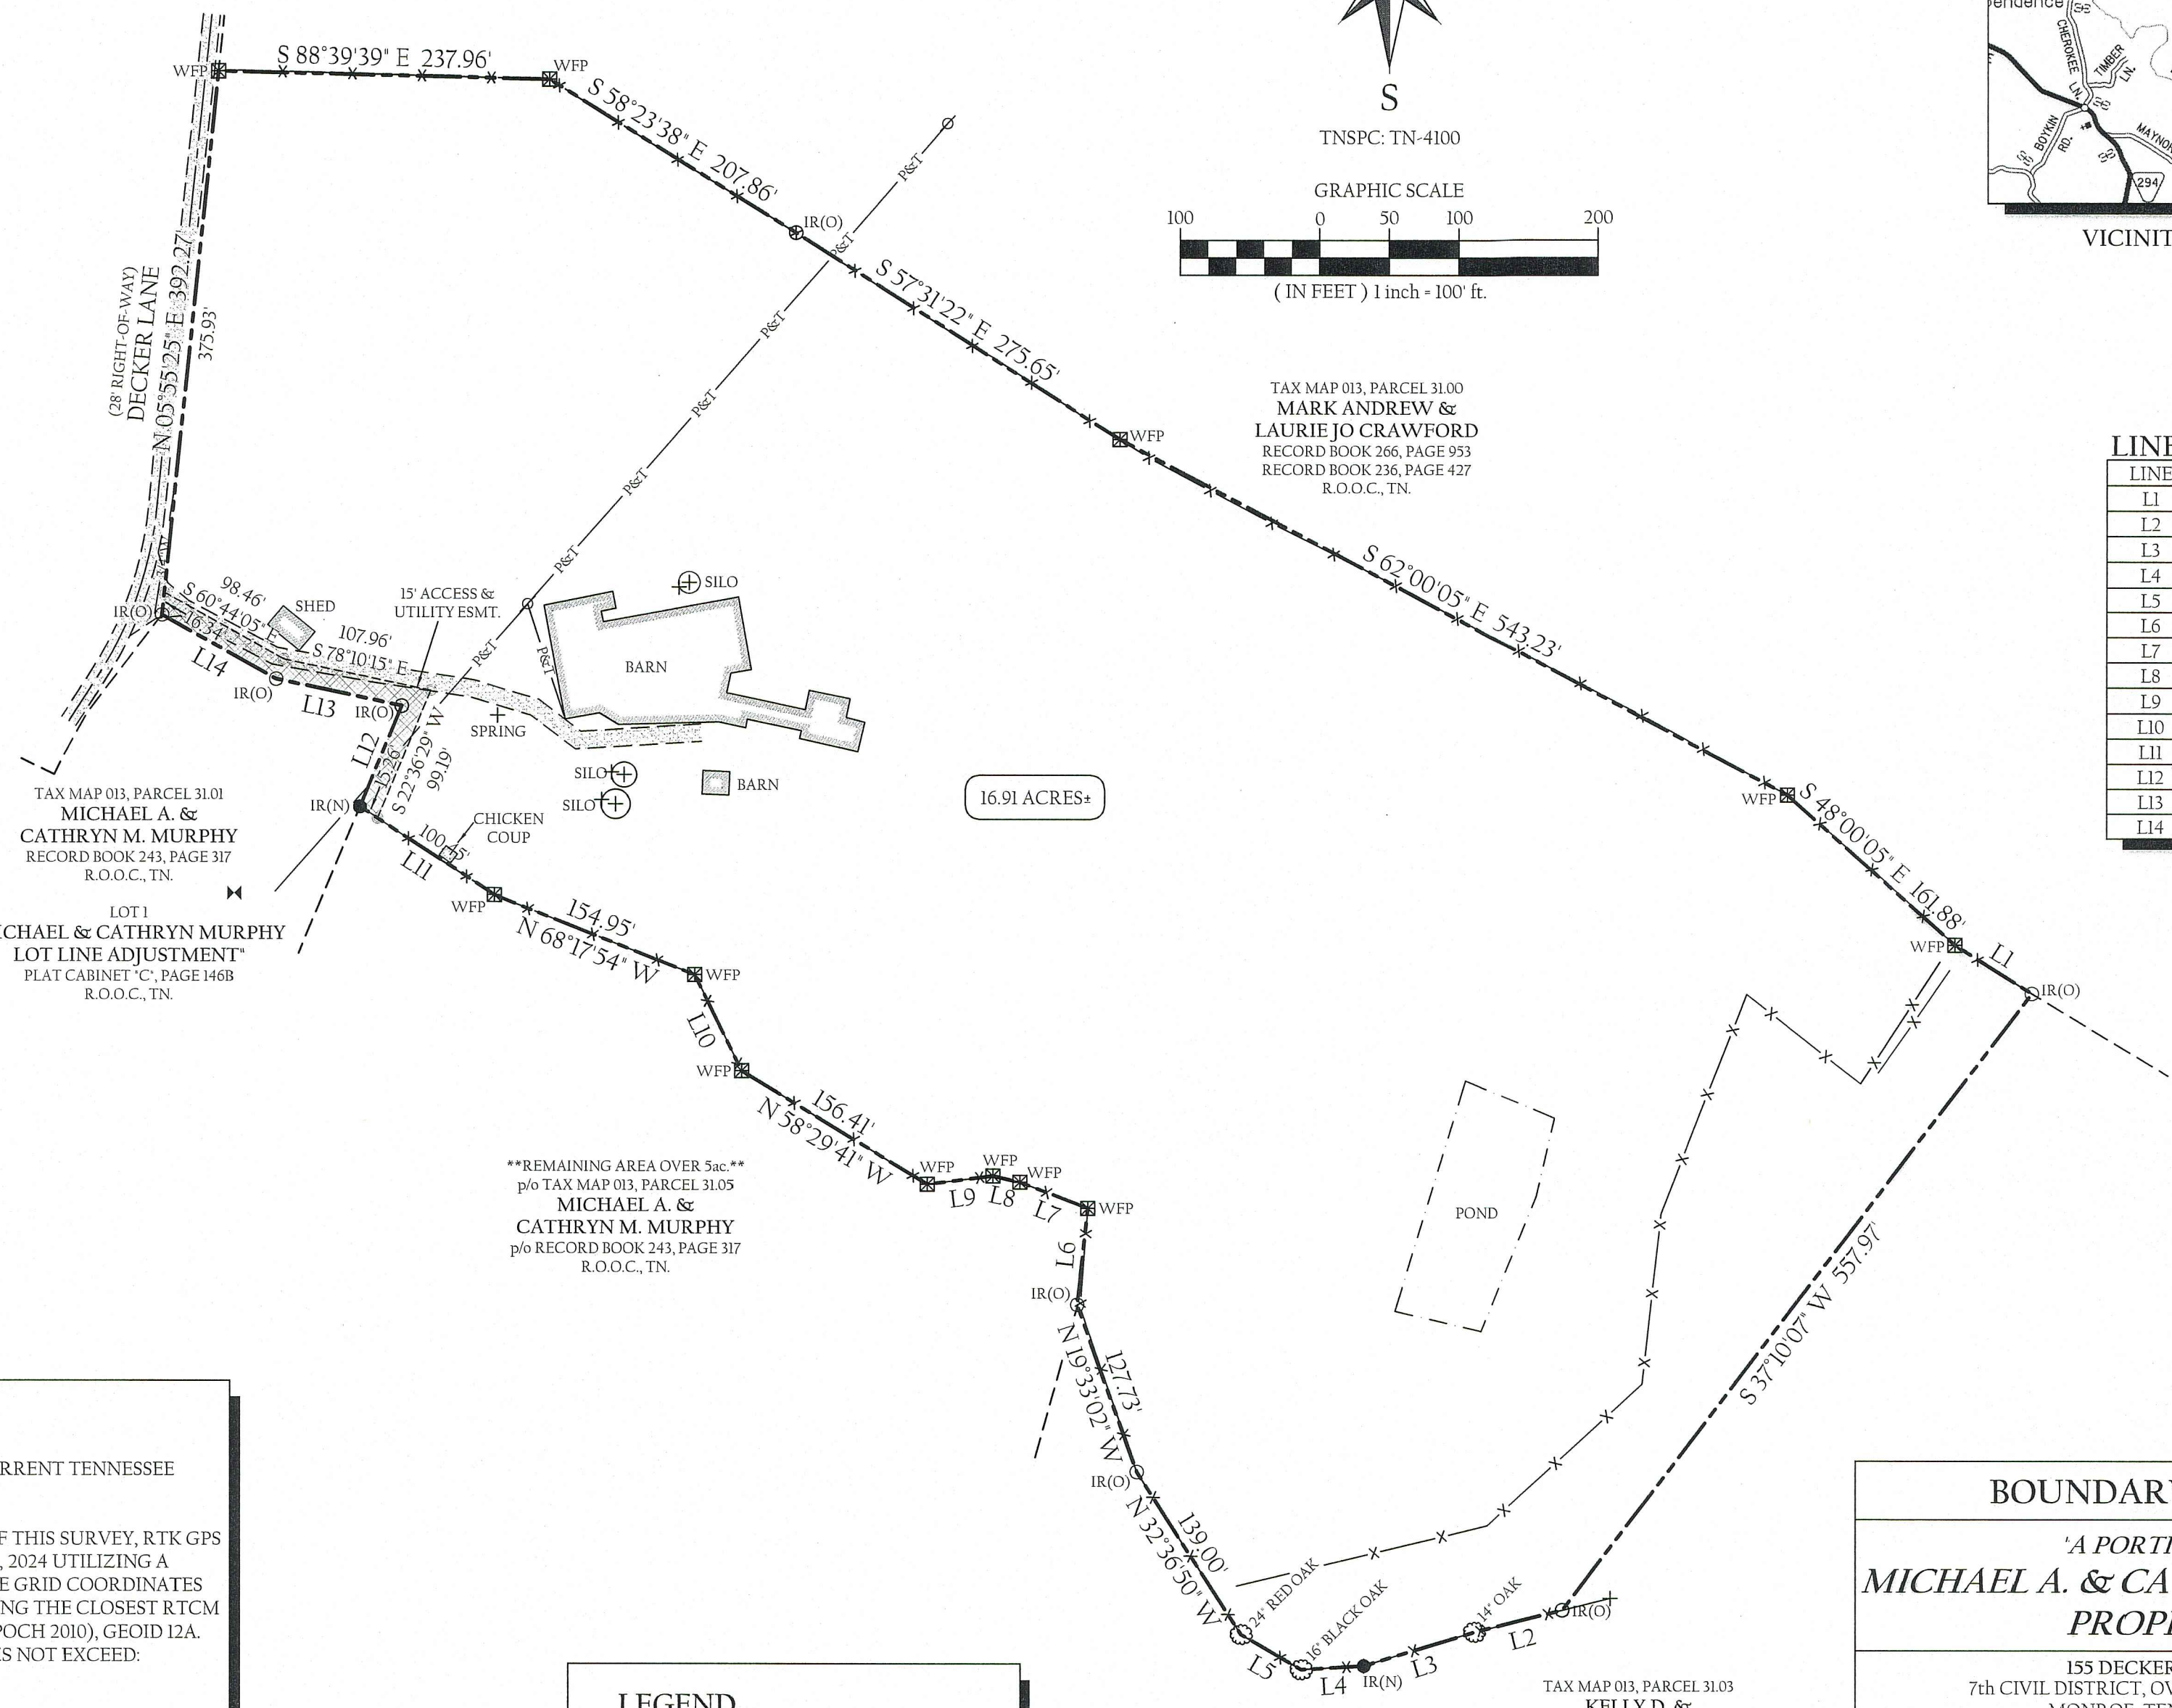 S 88°39'39" E 237.96'
WFP
WFP
S 58°23'38" E 207.86'
IR(O)
P&T
P&T
P&T
P&T
P&T
P&T
P&T
P&T
S
TNSPC: TN-4100
GRAPHIC SCALE
100 0 50 100 200
( IN FEET ) 1 inch = 100' ft.
CHEROKEE LN.
TIMBER LN.
BOYKIN RD.
294
S 57°31'22" E 275.65'
WFP
TAX MAP 013, PARCEL 31.00
MARK ANDREW &
LAURIE JO CRAWFORD
RECORD BOOK 266, PAGE 953
RECORD BOOK 236, PAGE 427
R.O.O.C., TN.
(28' RIGHT-OF-WAY)
DECKER LANE
N 05°55'25" E 392.27'
375.93'
S 62°00'05" E 543.23'
WFP
S 48°00'05" E 161.88'
WFP
L1
IR(O)
LINE
L1
L2
L3
L4
L5
L6
L7
L8
L9
L10
L11
L12
L13
L14
IR(O)
98.46'
S 60°44'05" E
16.34'
L14
SHED
15' ACCESS &
UTILITY ESMT.
107.96'
S 78°10'15" E
IR(O)
L13
IR(O)
L12
15.26'
S 22°36'29" W
99.19'
SPRING
SILO
BARN
SILO
SILO
BARN
16.91 ACRES±
IR(N)
CHICKEN
COUP
100.45'
L11
WFP
TAX MAP 013, PARCEL 31.01
MICHAEL A. &
CATHRYN M. MURPHY
RECORD BOOK 243, PAGE 317
R.O.O.C., TN.
LOT 1
ICHAEL & CATHRYN MURPHY
LOT LINE ADJUSTMENT"
PLAT CABINET "C", PAGE 146B
R.O.O.C., TN.
154.95'
N 68°17'54" W
WFP
L10
WFP
156.41'
N 58°29'41" W
WFP
L9
WFP
L8
WFP
L7
WFP
L6
IR(O)
**REMAINING AREA OVER 5ac.**
p/o TAX MAP 013, PARCEL 31.05
MICHAEL A. &
CATHRYN M. MURPHY
p/o RECORD BOOK 243, PAGE 317
R.O.O.C., TN.
127.73'
N 19°33'02" W
IR(O)
139.00'
N 32°36'50" W
POND
S 37°10'07" W 557.97'
24" RED OAK
L5
16" BLACK OAK
L4
IR(N)
L3
14" OAK
L2
IR(O)
TAX MAP 013, PARCEL 31.03
KELLY D. &
RRENT TENNESSEE
F THIS SURVEY, RTK GPS
, 2024 UTILIZING A
E GRID COORDINATES
NG THE CLOSEST RTCM
POCH 2010), GEOID 12A.
S NOT EXCEED:
LEGEND
BOUNDAR
"A PORTI
MICHAEL A. & CA
PROP
155 DECKER
7th CIVIL DISTRICT, OV